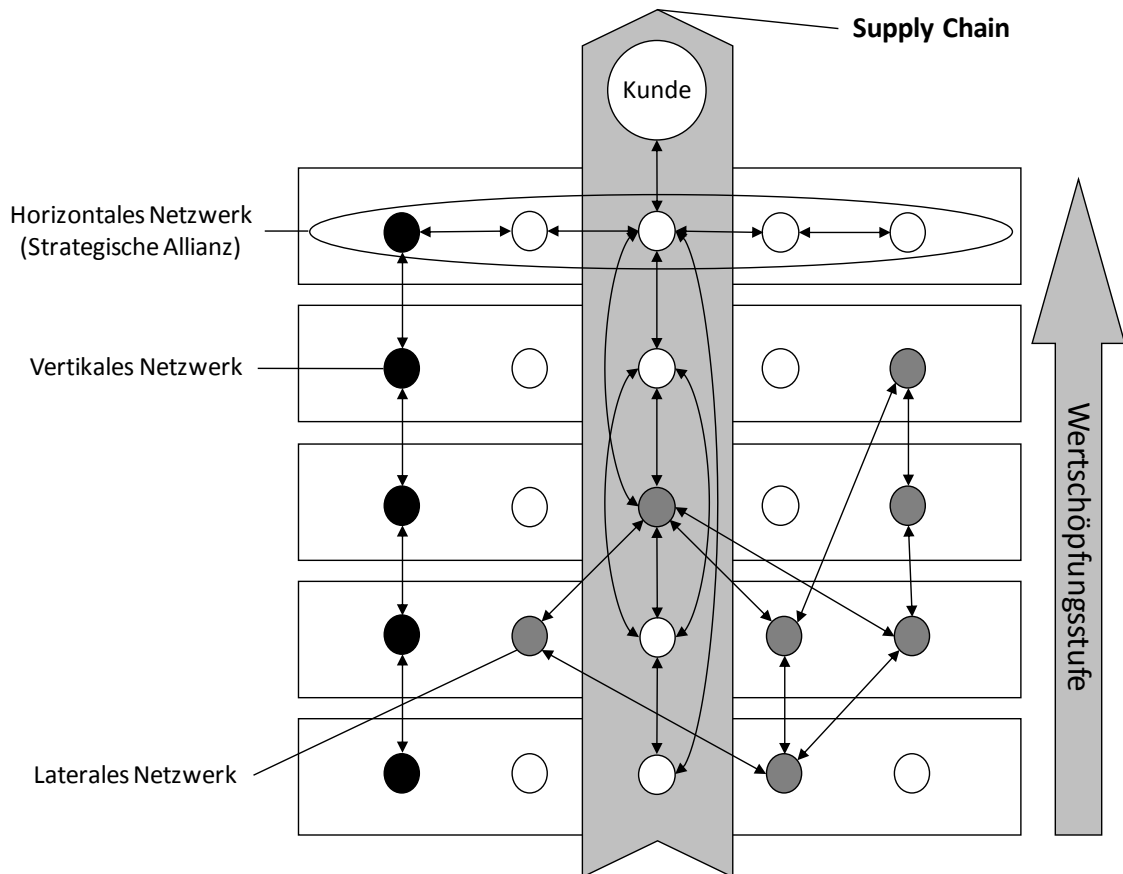 Supply Chain
Kunde
Horizontales Netzwerk
(Strategische Allianz)
Vertikales Netzwerk
Wertschöpfungsstufe
Laterales Netzwerk